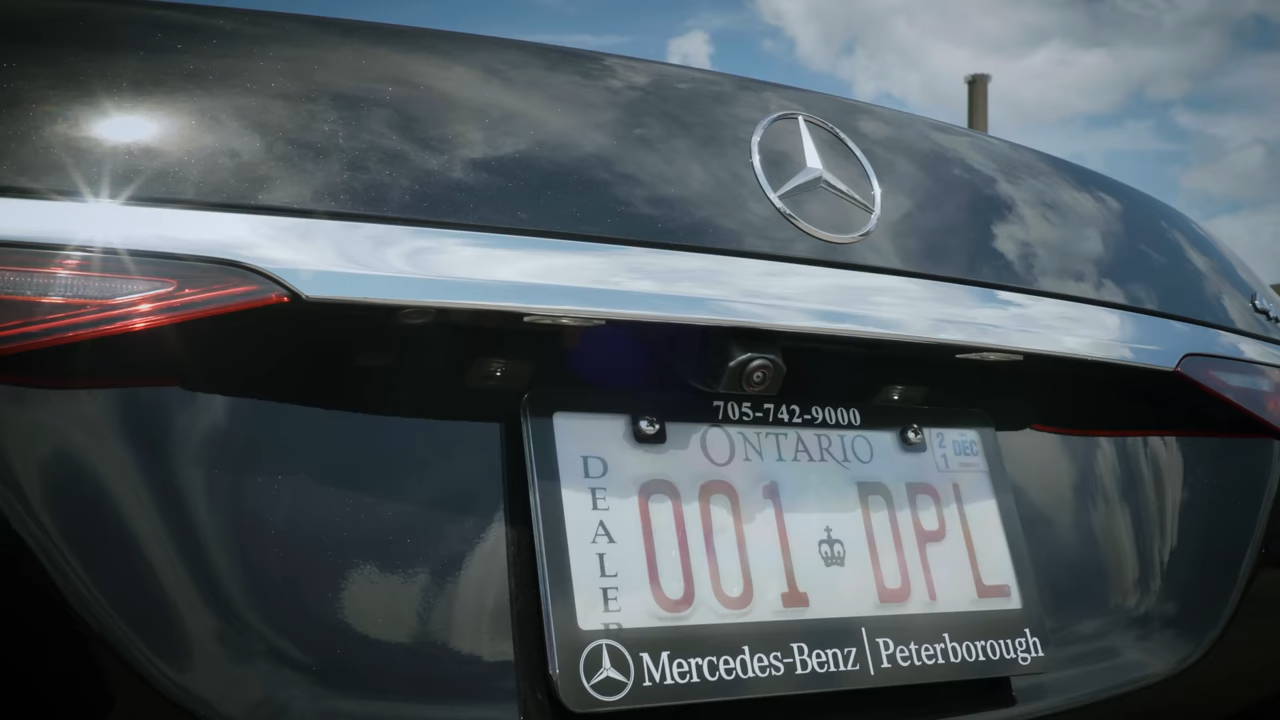 705-742-9000
ONTARIO
21 DEC
DEALER
001 DPL
Mercedes-Benz | Peterborough